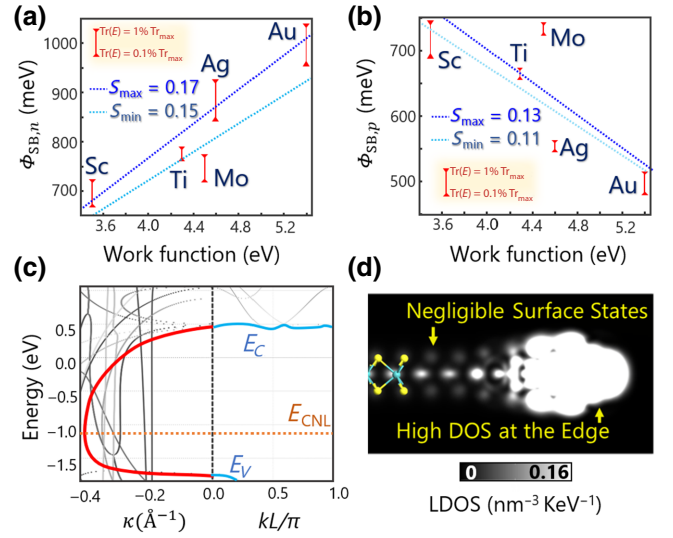 (a)
Tr(E) = 1% Tr_max
Tr(E) = 0.1% Tr_max
S_max = 0.17
S_min = 0.15
Sc
Ti
Ag
Mo
Au
Φ_SB,n (meV)
1000
900
800
700
3.6 4.0 4.4 4.8 5.2
Work function (eV)
(b)
Sc
Ti
Mo
S_max = 0.13
S_min = 0.11
Ag
Au
Tr(E) = 1% Tr_max
Tr(E) = 0.1% Tr_max
Φ_SB,p (meV)
700
600
500
3.6 4.0 4.4 4.8 5.2
Work function (eV)
(c)
Energy (eV)
0.5
0.0
−0.5
−1.0
−1.5
E_C
E_CNL
E_V
−0.4 −0.2 0.0 0.5 1.0
κ(Å⁻¹) kL/π
(d)
Negligible Surface States
High DOS at the Edge
0 0.16
LDOS (nm⁻³ KeV⁻¹)